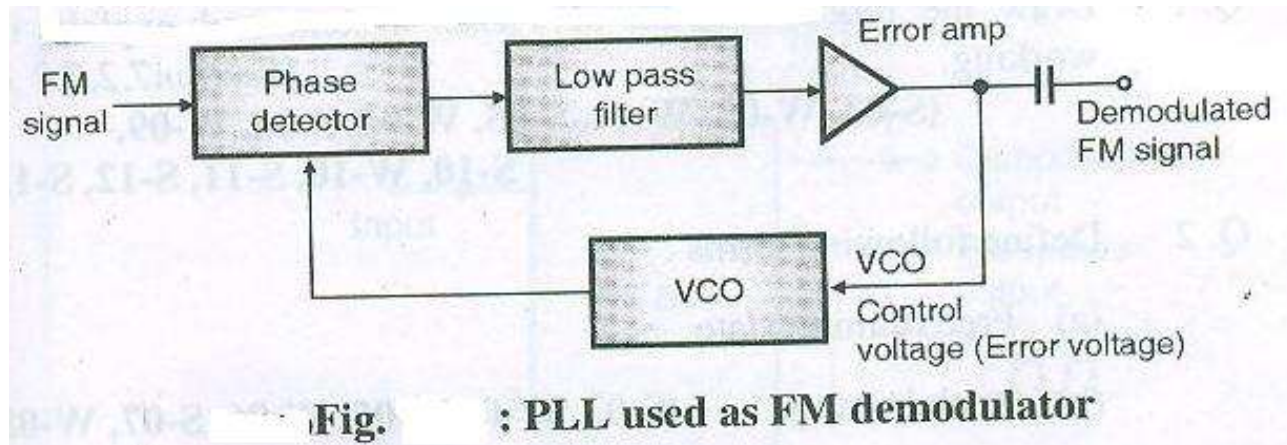 Error amp
FM
signal
Phase
detector
Low pass
filter
Demodulated
FM signal
VCO
VCO
Control
voltage (Error voltage)
Fig. : PLL used as FM demodulator